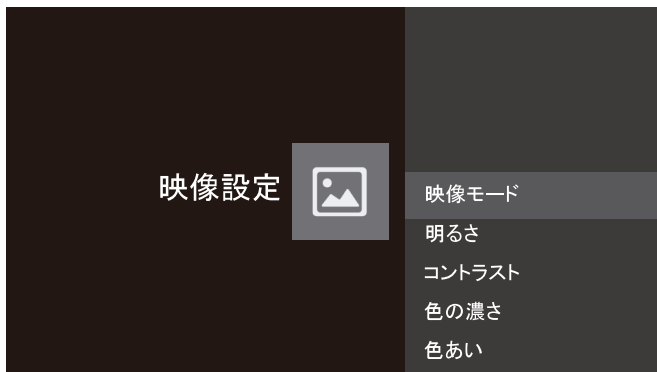 映像設定
映像モード
明るさ
コントラスト
色の濃さ
色あい